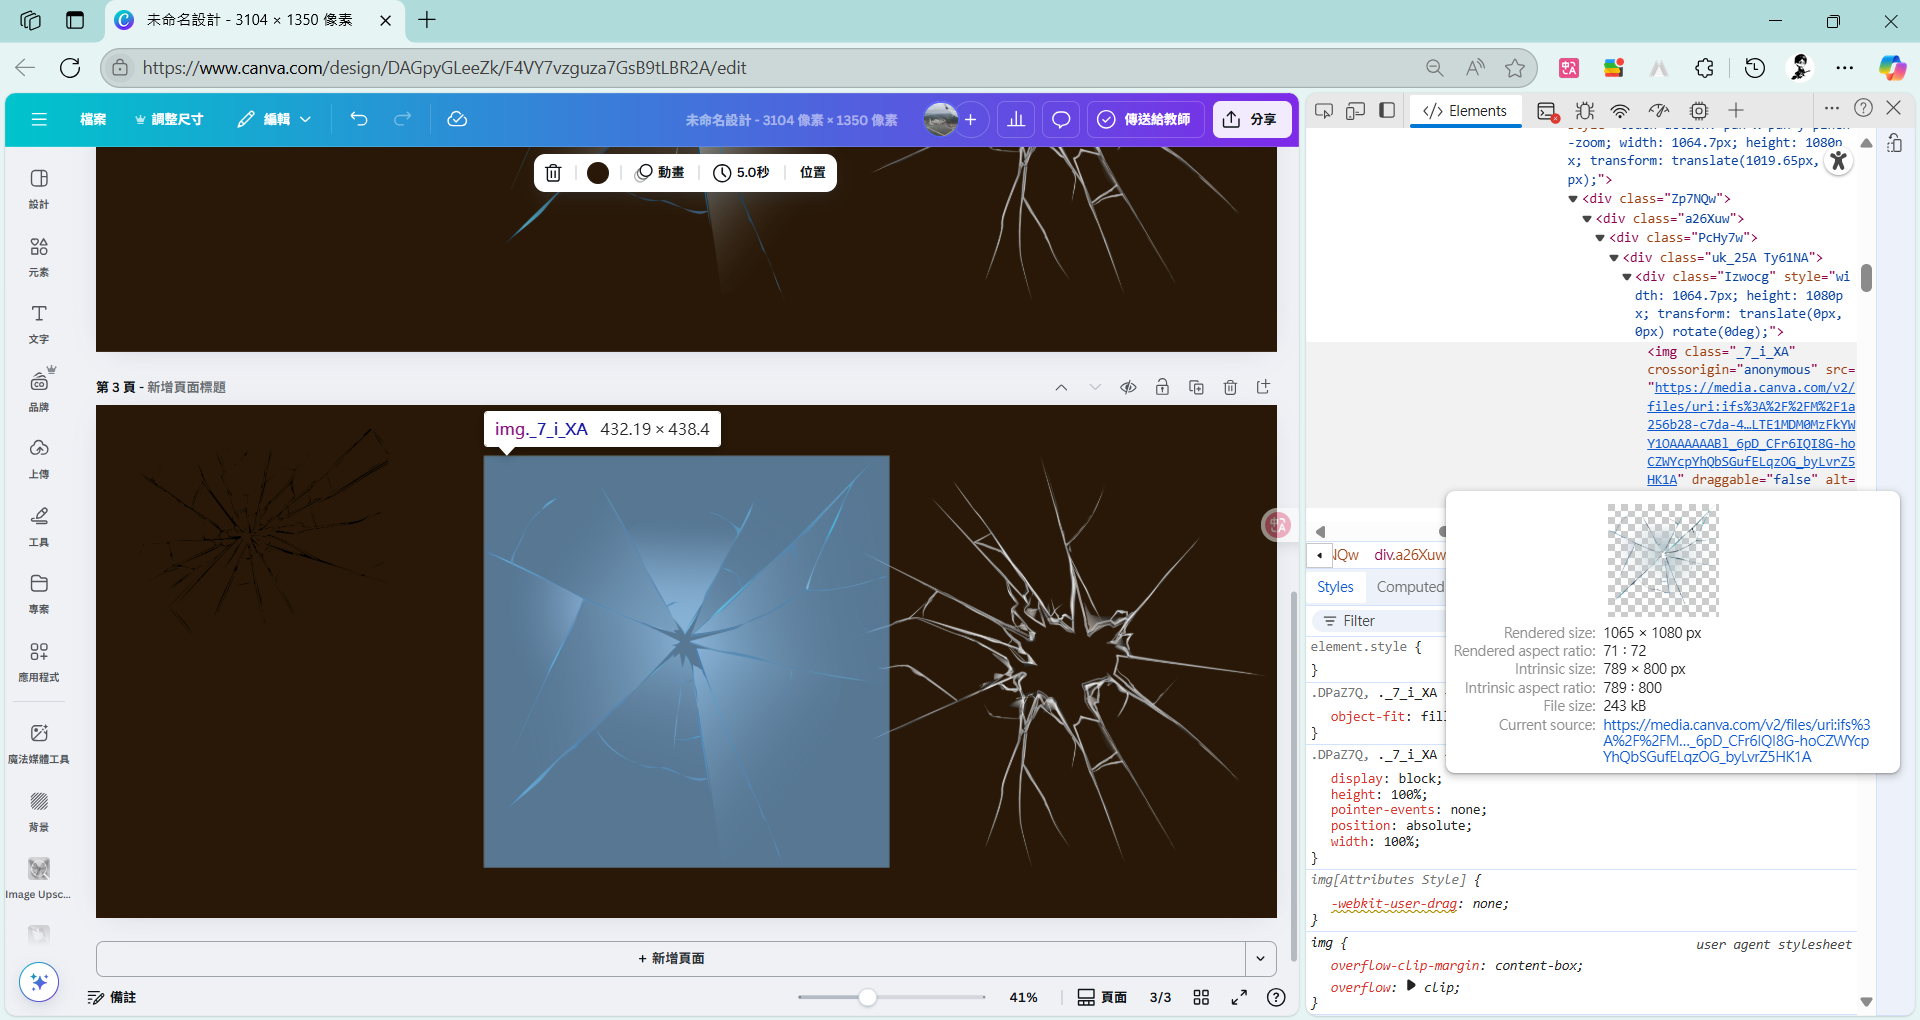 未命名設計 - 3104 × 1350 像素
https://www.canva.com/design/DAGpyGLeeZk/F4VY7vzguza7GsB9tLBR2A/edit
檔案
調整尺寸
編輯
未命名設計 - 3104 像素 × 1350 像素
傳送給教師
分享
設計
元素
文字
品牌
上傳
工具
專案
應用程式
魔法媒體工具
背景
Image Upsc...
動畫
5.0秒
位置
第 3 頁 - 新增頁面標題
img._7_i_XA 432.19 × 438.4
+ 新增頁面
備註
41%
頁面
3/3
Elements
-zoom; width: 1064.7px; height: 1080p
x; transform: translate(1019.65px,
px);">
<div class="Zp7NQw">
<div class="a26Xuw">
<div class="PcHy7w">
<div class="uk_25A Ty61NA">
<div class="Izwocg" style="wi
dth: 1064.7px; height: 1080p
x; transform: translate(0px,
0px) rotate(0deg);">
<img class="_7_i_XA"
crossorigin="anonymous" src=
"https://media.canva.com/v2/
files/uri:ifs%3A%2F%2FM%2F1a
256b28-c7da-4…LTE1MDM0MzFkYW
Y1OAAAAAABl_6pD_CFr6IQI8G-ho
CZWYcpYhQbSGufELqzOG_byLvrZ5
HK1A" draggable="false" alt=
NQw div.a26Xuw
Styles Computed
Filter
element.style {
}
.DPaZ7Q, ._7_i_XA
object-fit: fill
}
.DPaZ7Q, ._7_i_XA
display: block;
height: 100%;
pointer-events: none;
position: absolute;
width: 100%;
}
img[Attributes Style] {
-webkit-user-drag: none;
}
img {
user agent stylesheet
overflow-clip-margin: content-box;
overflow: clip;
}
Rendered size: 1065 × 1080 px
Rendered aspect ratio: 71 : 72
Intrinsic size: 789 × 800 px
Intrinsic aspect ratio: 789 : 800
File size: 243 kB
Current source: https://media.canva.com/v2/files/uri:ifs%3
A%2F%2FM…_6pD_CFr6IQI8G-hoCZWYcp
YhQbSGufELqzOG_byLvrZ5HK1A